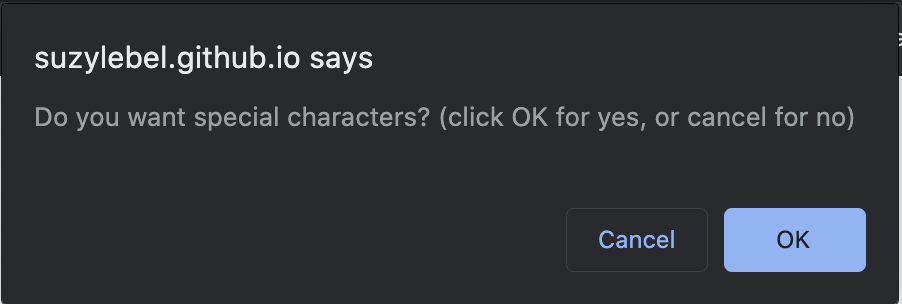 suzylebel.github.io says
Do you want special characters? (click OK for yes, or cancel for no)
Cancel
OK